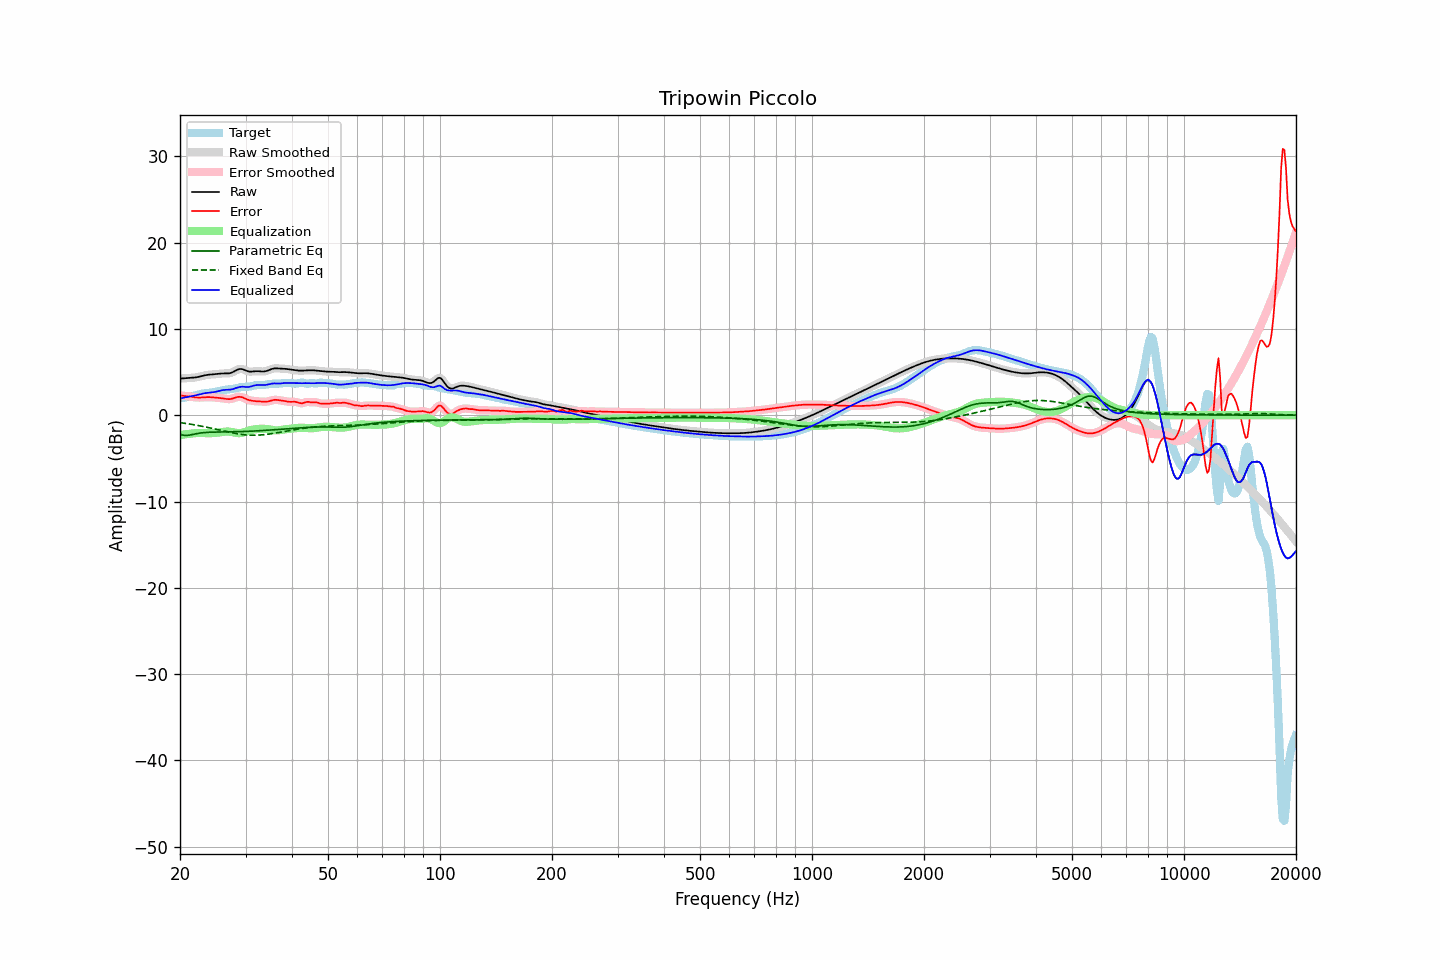 Tripowin Piccolo
Target
Raw Smoothed
Error Smoothed
Raw
Error
Equalization
Parametric Eq
Fixed Band Eq
Equalized
30
20
10
0
−10
−20
−30
−40
−50
Amplitude (dBr)
20 50 100 200 500 1000 2000 5000 10000 20000
Frequency (Hz)